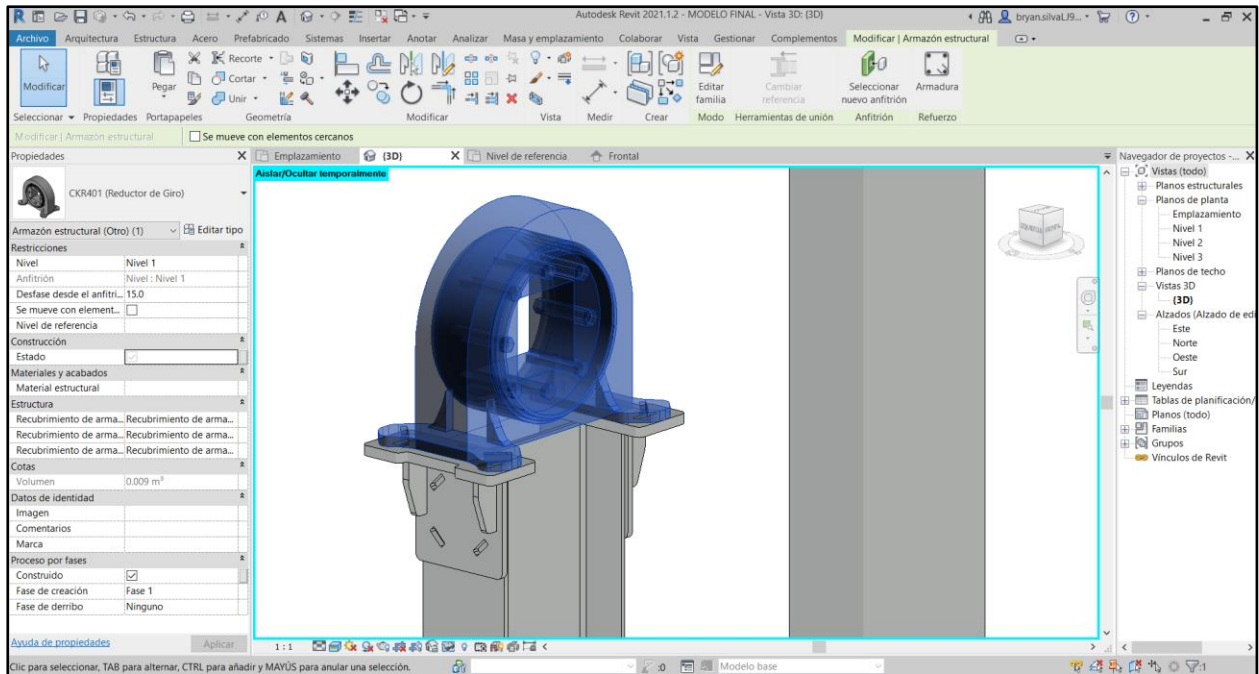 Autodesk Revit 2021.1.2 - MODELO FINAL - Vista 3D: {3D}
bryan.silvaLJ9...
Archivo Arquitectura Estructura Acero Prefabricado Sistemas Insertar Anotar Analizar Masa y emplazamiento Colaborar Vista Gestionar Complementos Modificar | Armazón estructural
Recorte
Cortar
Unir
Modificar Pegar
Editar familia
Cambiar referencia
Seleccionar nuevo anfitrión
Armadura
Seleccionar Propiedades Portapapeles Geometría Modificar Vista Medir Crear Modo Herramientas de unión Anfitrión Refuerzo
Modificar | Armazón estructural Se mueve con elementos cercanos
Propiedades X
Emplazamiento {3D} X Nivel de referencia Frontal
Navegador de proyectos -... X
CKR401 (Reductor de Giro)
Armazón estructural (Otro) (1) Editar tipo
Restricciones
Nivel Nivel 1
Anfitrión Nivel : Nivel 1
Desfase desde el anfitri... 15.0
Se mueve con element...
Nivel de referencia
Construcción
Estado
Materiales y acabados
Material estructural
Estructura
Recubrimiento de arma... Recubrimiento de arma...
Recubrimiento de arma... Recubrimiento de arma...
Recubrimiento de arma... Recubrimiento de arma...
Cotas
Volumen 0.009 m³
Datos de identidad
Imagen
Comentarios
Marca
Proceso por fases
Construido
Fase de creación Fase 1
Fase de derribo Ninguno
Ayuda de propiedades Aplicar
Aislar/Ocultar temporalmente
1 : 1
Vistas (todo)
Planos estructurales
Planos de planta
Emplazamiento
Nivel 1
Nivel 2
Nivel 3
Planos de techo
Vistas 3D
{3D}
Alzados (Alzado de edi
Este
Norte
Oeste
Sur
Leyendas
Tablas de planificación/
Planos (todo)
Familias
Grupos
Vínculos de Revit
Clic para seleccionar, TAB para alternar, CTRL para añadir y MAYÚS para anular una selección. :0 Modelo base :1